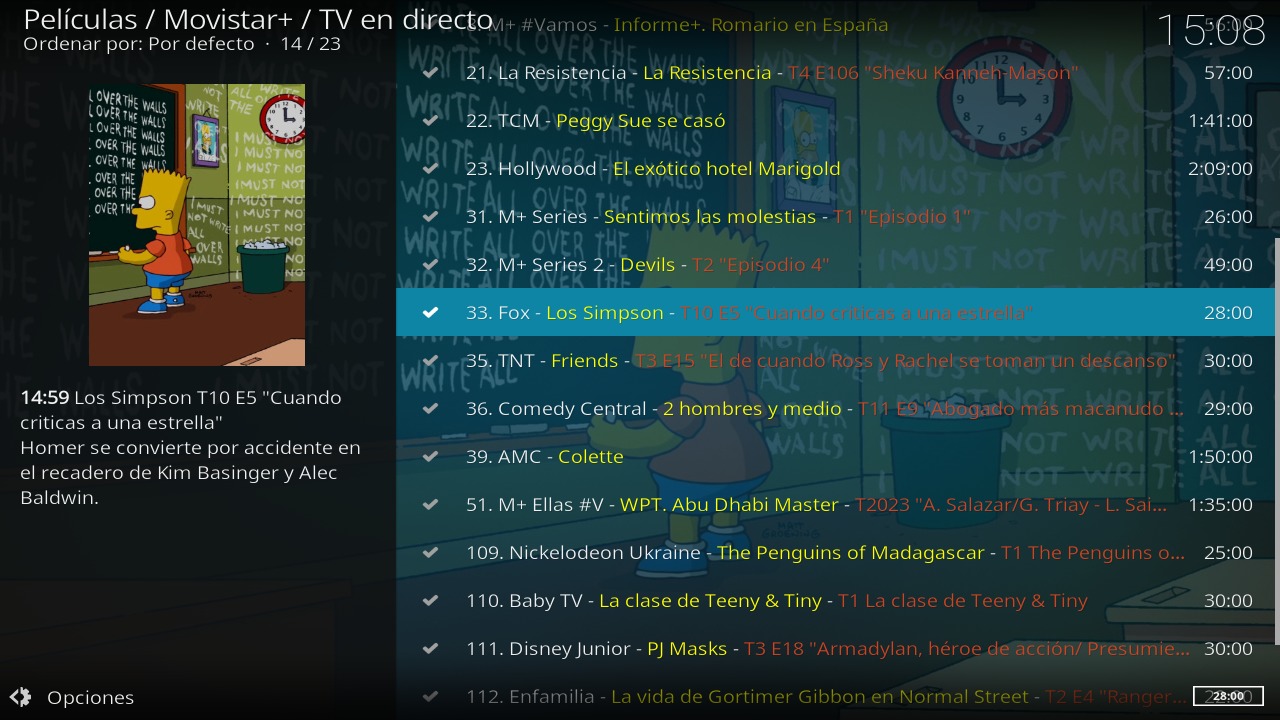 Películas / Movistar+ / TV en directo
Ordenar por: Por defecto · 14 / 23
15:08
8. M+ #Vamos - Informe+. Romario en España
21. La Resistencia - La Resistencia - T4 E106 "Sheku Kanneh-Mason" 57:00
22. TCM - Peggy Sue se casó 1:41:00
23. Hollywood - El exótico hotel Marigold 2:09:00
31. M+ Series - Sentimos las molestias - T1 "Episodio 1" 26:00
32. M+ Series 2 - Devils - T2 "Episodio 4" 49:00
33. Fox - Los Simpson - T10 E5 "Cuando criticas a una estrella" 28:00
35. TNT - Friends - T3 E15 "El de cuando Ross y Rachel se toman un descanso" 30:00
36. Comedy Central - 2 hombres y medio - T11 E9 "Abogado más macanudo ... 29:00
39. AMC - Colette 1:50:00
51. M+ Ellas #V - WPT. Abu Dhabi Master - T2023 "A. Salazar/G. Triay - L. Sai... 1:35:00
109. Nickelodeon Ukraine - The Penguins of Madagascar - T1 The Penguins o... 25:00
110. Baby TV - La clase de Teeny & Tiny - T1 La clase de Teeny & Tiny 30:00
111. Disney Junior - PJ Masks - T3 E18 "Armadylan, héroe de acción/ Presumie... 30:00
112. Enfamilia - La vida de Gortimer Gibbon en Normal Street - T2 E4 "Ranger...
28:00
14:59 Los Simpson T10 E5 "Cuando
criticas a una estrella"
Homer se convierte por accidente en
el recadero de Kim Basinger y Alec
Baldwin.
Opciones